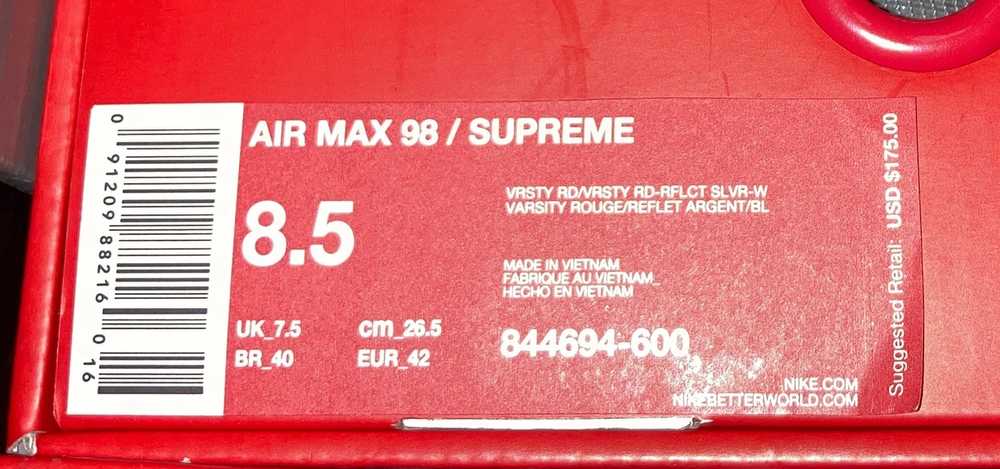 AIR MAX 98 / SUPREME
8.5
VRSTY RD/VRSTY RD-RFLCT SLVR-W
VARSITY ROUGE/REFLET ARGENT/BL
MADE IN VIETNAM
FABRIQUE AU VIETNAM_
HECHO EN VIETNAM
UK_7.5 cm_26.5
BR_40 EUR_42
844694-600
NIKE.COM
NIKEBETTERWORLD.COM
Suggested Retail: USD $175.00
0 91209 88216 0 16